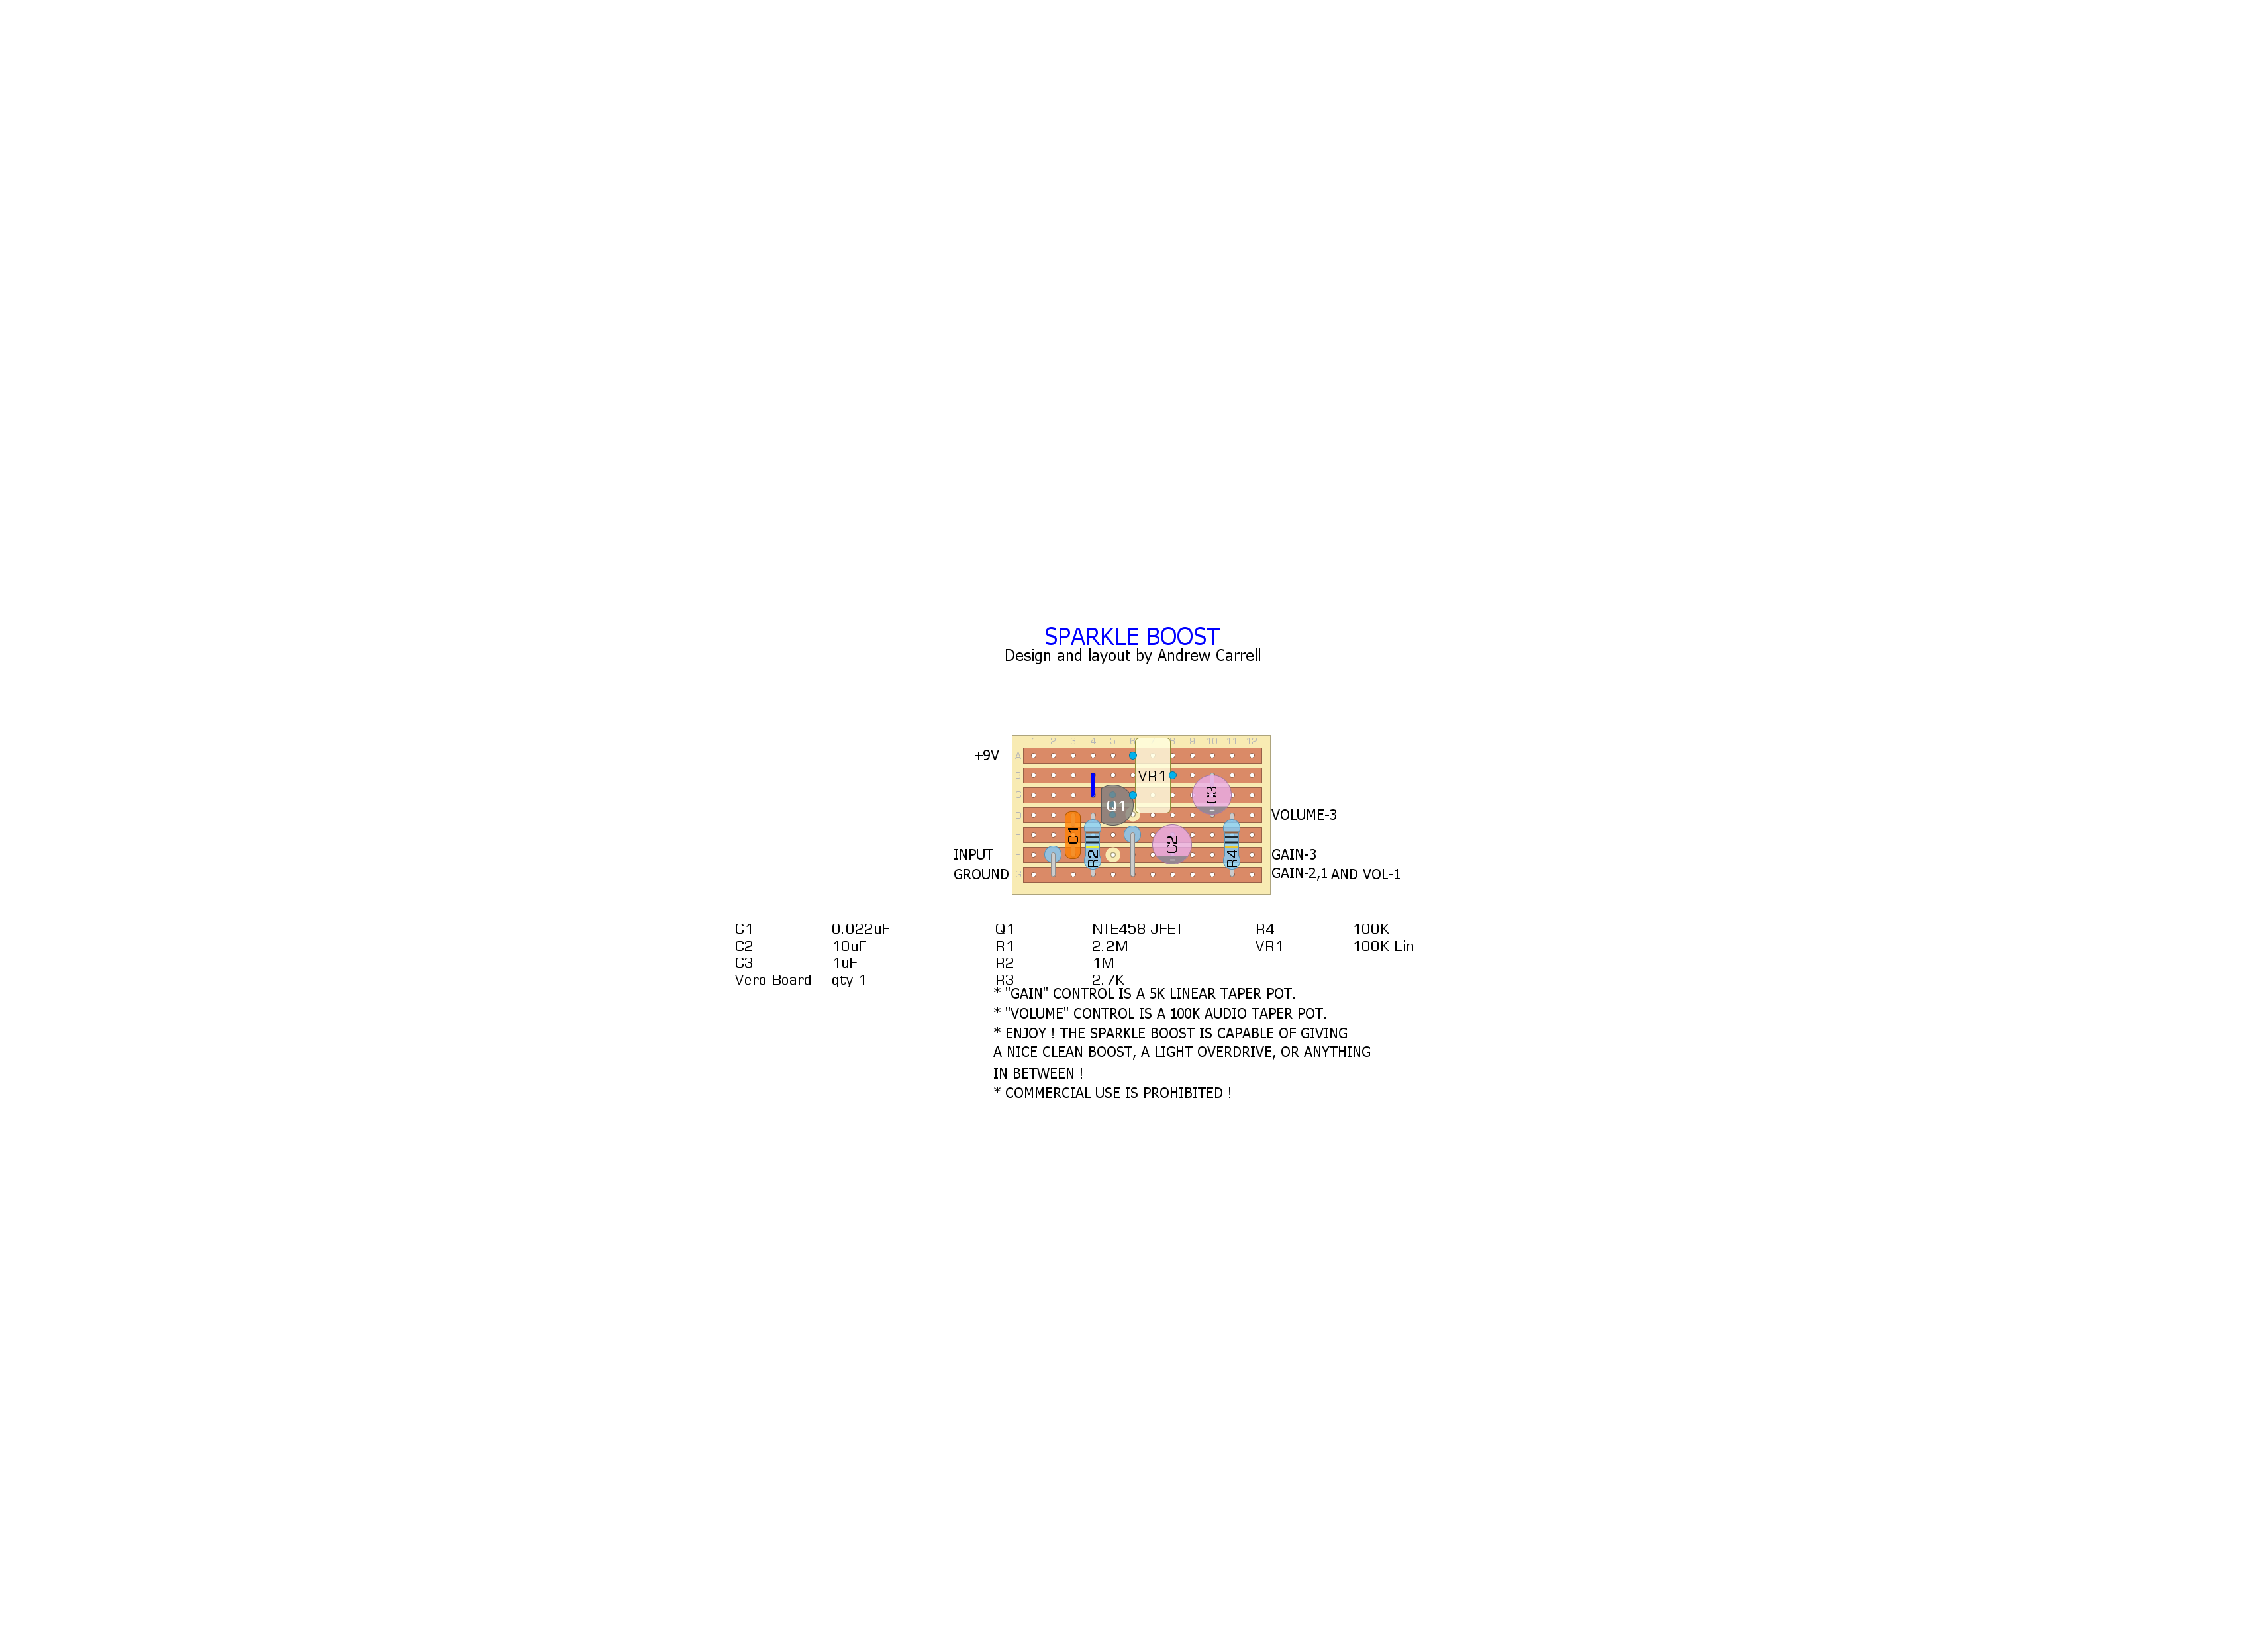 SPARKLE BOOST
Design and layout by Andrew Carrell
1 2 3 4 5 6 8 9 10 11 12
+9V A
B VR1
C Q1 C3
D VOLUME-3
E C1 C2
INPUT F R2 R4 GAIN-3
GROUND G GAIN-2,1 AND VOL-1
C1 0.022uF Q1 NTE458 JFET R4 100K
C2 10uF R1 2.2M VR1 100K Lin
C3 1uF R2 1M
Vero Board qty 1 R3 2.7K
* "GAIN" CONTROL IS A 5K LINEAR TAPER POT.
* "VOLUME" CONTROL IS A 100K AUDIO TAPER POT.
* ENJOY ! THE SPARKLE BOOST IS CAPABLE OF GIVING
A NICE CLEAN BOOST, A LIGHT OVERDRIVE, OR ANYTHING
IN BETWEEN !
* COMMERCIAL USE IS PROHIBITED !